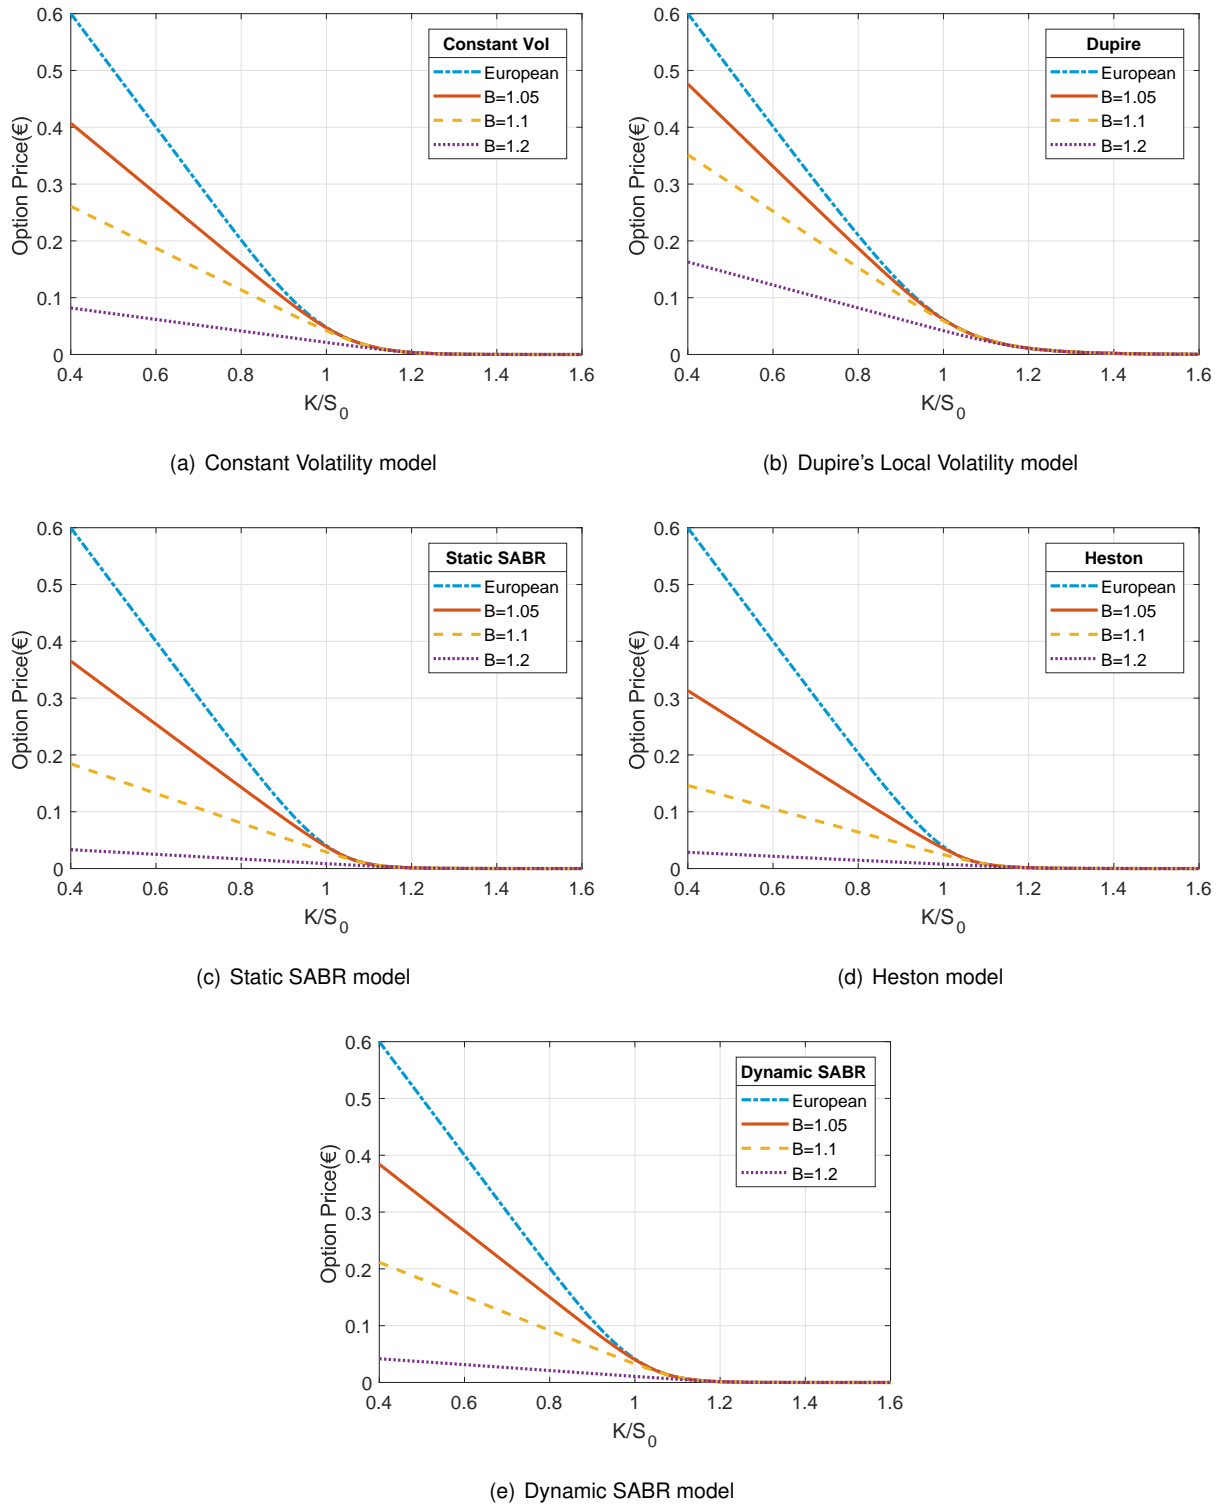 0.6
0.5
0.4
0.3
0.2
0.1
0
Option Price(€)
0.4 0.6 0.8 1 1.2 1.4 1.6
K/S0
Constant Vol
European
B=1.05
B=1.1
B=1.2
(a) Constant Volatility model
0.6
0.5
0.4
0.3
0.2
0.1
0
Option Price(€)
0.4 0.6 0.8 1 1.2 1.4 1.6
K/S0
Dupire
European
B=1.05
B=1.1
B=1.2
(b) Dupire's Local Volatility model
0.6
0.5
0.4
0.3
0.2
0.1
0
Option Price(€)
0.4 0.6 0.8 1 1.2 1.4 1.6
K/S0
Static SABR
European
B=1.05
B=1.1
B=1.2
(c) Static SABR model
0.6
0.5
0.4
0.3
0.2
0.1
0
Option Price(€)
0.4 0.6 0.8 1 1.2 1.4 1.6
K/S0
Heston
European
B=1.05
B=1.1
B=1.2
(d) Heston model
0.6
0.5
0.4
0.3
0.2
0.1
0
Option Price(€)
0.4 0.6 0.8 1 1.2 1.4 1.6
K/S0
Dynamic SABR
European
B=1.05
B=1.1
B=1.2
(e) Dynamic SABR model